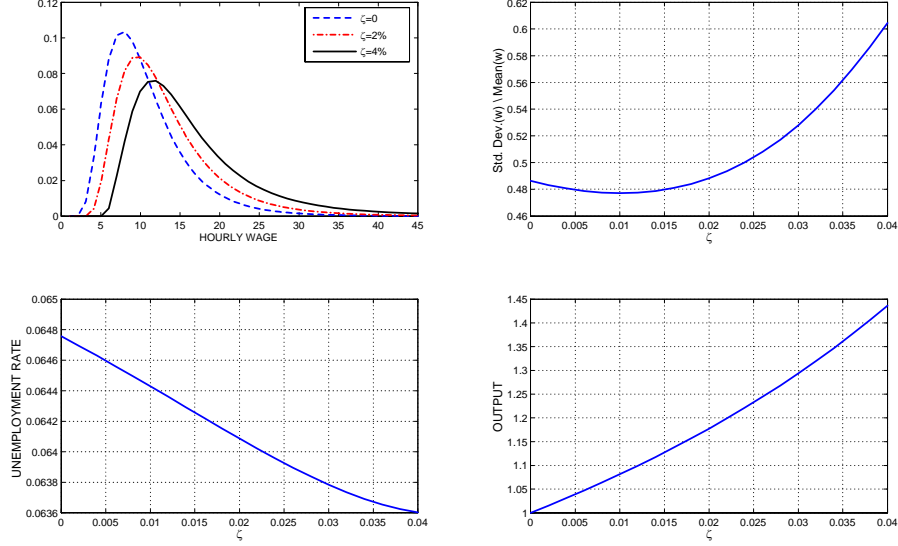 0.12
0.1
0.08
0.06
0.04
0.02
0
0 5 10 15 20 25 30 35 40 45
HOURLY WAGE
ζ=0
ζ=2%
ζ=4%
0.62
0.6
0.58
0.56
0.54
0.52
0.5
0.48
0.46
Std. Dev.(w) \ Mean(w)
0 0.005 0.01 0.015 0.02 0.025 0.03 0.035 0.04
ζ
0.065
0.0648
0.0646
0.0644
0.0642
0.064
0.0638
0.0636
UNEMPLOYMENT RATE
0 0.005 0.01 0.015 0.02 0.025 0.03 0.035 0.04
ζ
1.45
1.4
1.35
1.3
1.25
1.2
1.15
1.1
1.05
1
OUTPUT
0 0.005 0.01 0.015 0.02 0.025 0.03 0.035 0.04
ζ